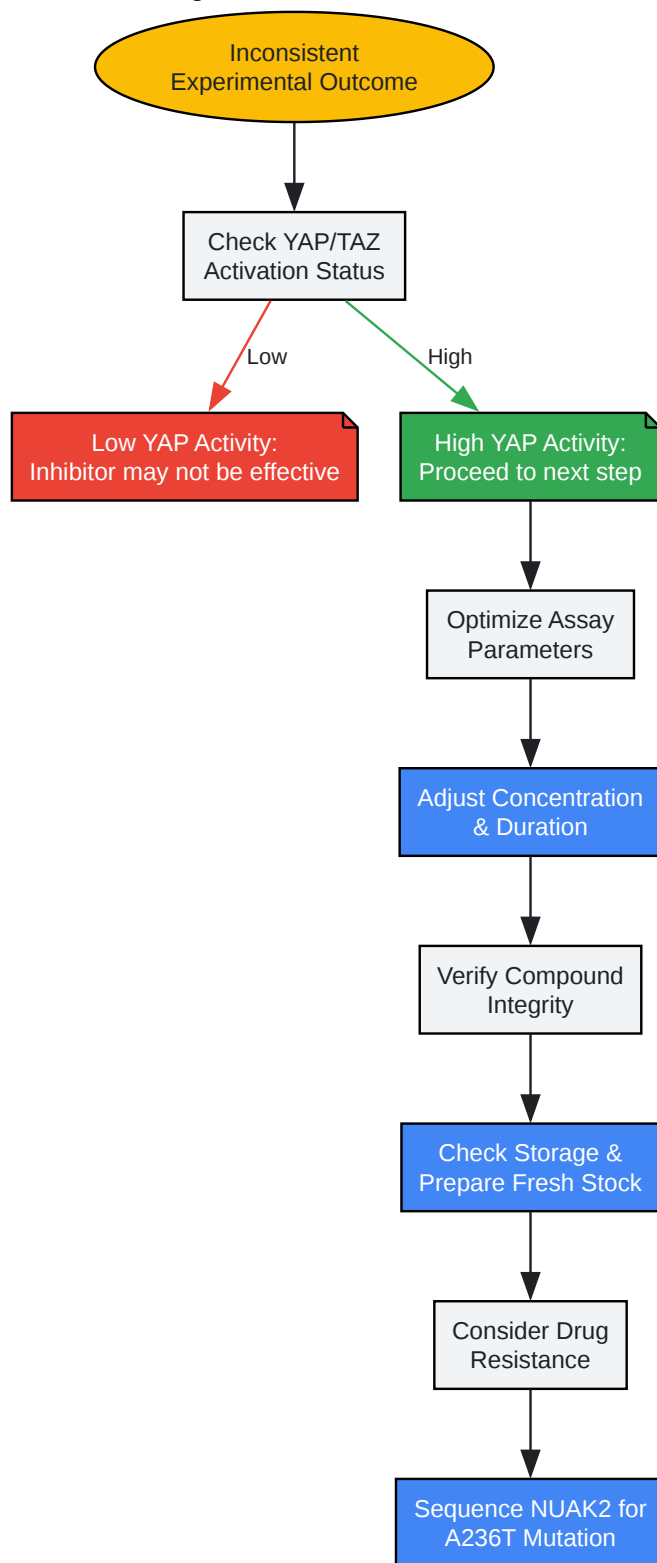 Inconsistent
Experimental Outcome
Check YAP/TAZ
Activation Status
Low
High
Low YAP Activity:
Inhibitor may not be effective
High YAP Activity:
Proceed to next step
Optimize Assay
Parameters
Adjust Concentration
& Duration
Verify Compound
Integrity
Check Storage &
Prepare Fresh Stock
Consider Drug
Resistance
Sequence NUAK2 for
A236T Mutation